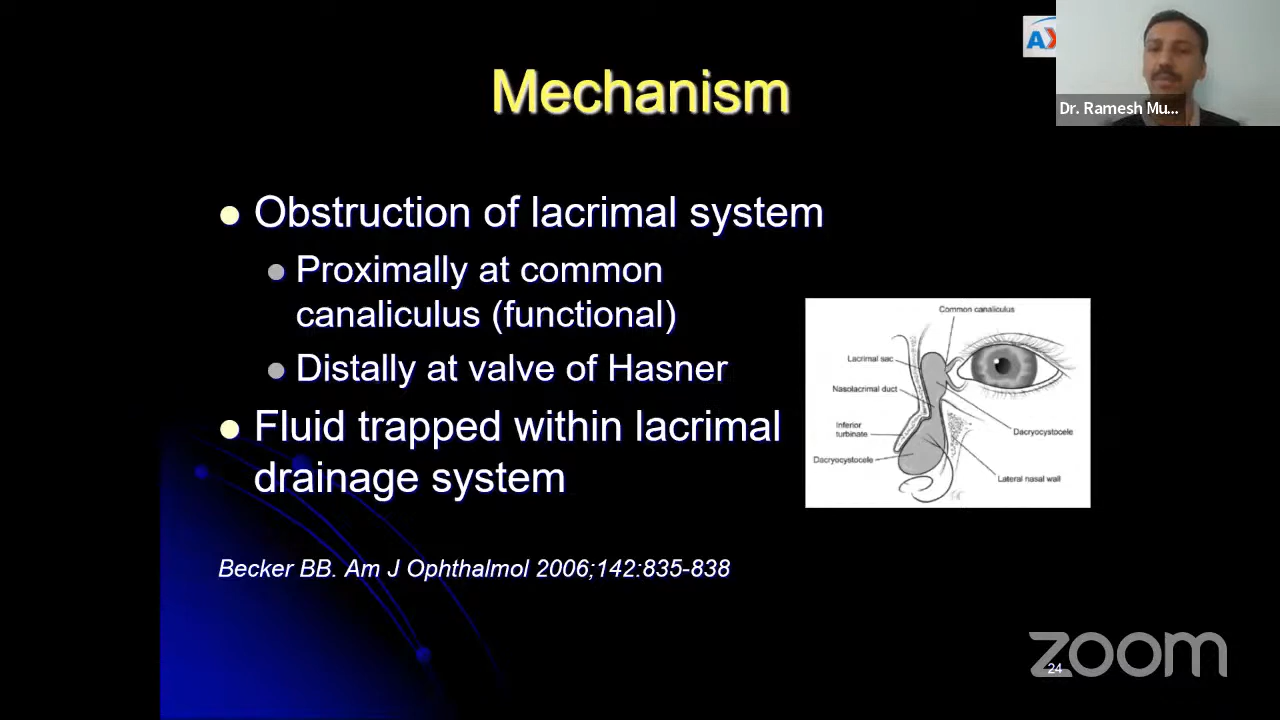 AX
Dr. Ramesh Mu...
Mechanism
Obstruction of lacrimal system
Proximally at common
canaliculus (functional)
Distally at valve of Hasner
Fluid trapped within lacrimal
drainage system
Common canaliculus
Lacrimal sac
Nasolacrimal duct
Inferior
turbinate
Dacryocystocele
Dacryocystocele
Lateral nasal wall
Becker BB. Am J Ophthalmol 2006;142:835-838
zoom
24